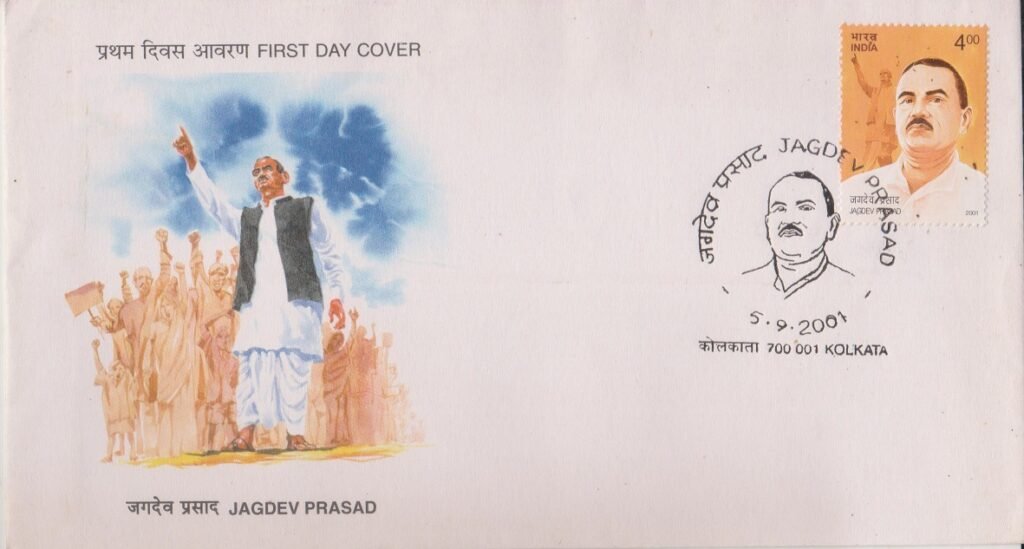 प्रथम दिवस आवरण FIRST DAY COVER
भारत
INDIA
4 00
जगदेव प्रसाद
JAGDEV PRASAD
2001
जगदेव प्रसाद JAGDEV PRASAD
5.9.2001
कोलकाता 700 001 KOLKATA
जगदेव प्रसाद JAGDEV PRASAD